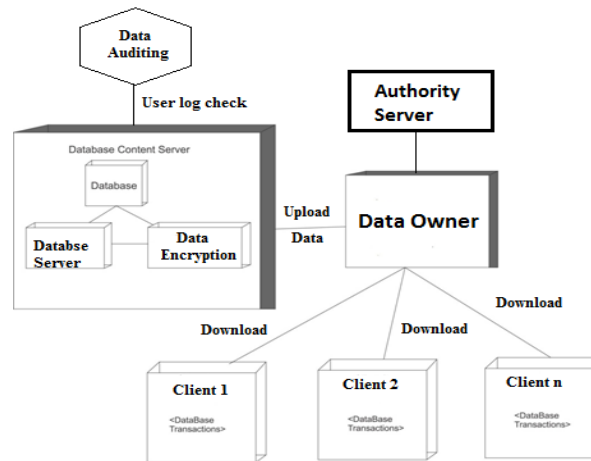 Data
Auditing
User log check
Authority
Server
Database Content Server
Database
Databse
Server
Data
Encryption
Upload
Data
Data Owner
Download
Download
Download
Client 1
<DataBase
Transactions>
Client 2
<DataBase
Transactions>
Client n
<DataBase
Transactions>